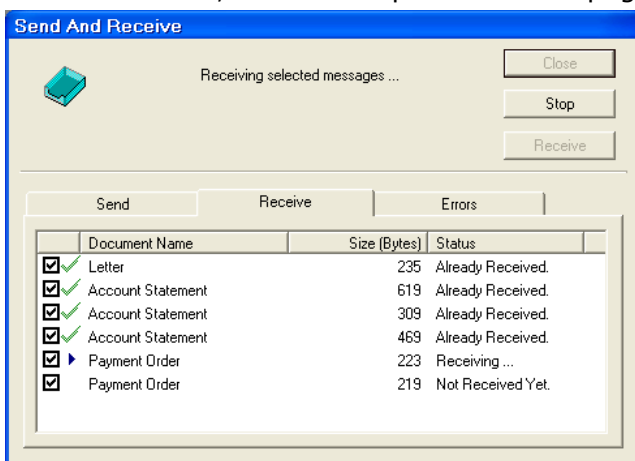 Send And Receive
Receiving selected messages ...
Close
Stop
Receive
Send Receive Errors
Document Name Size (Bytes) Status
Letter 235 Already Received.
Account Statement 619 Already Received.
Account Statement 309 Already Received.
Account Statement 469 Already Received.
Payment Order 223 Receiving ...
Payment Order 219 Not Received Yet.